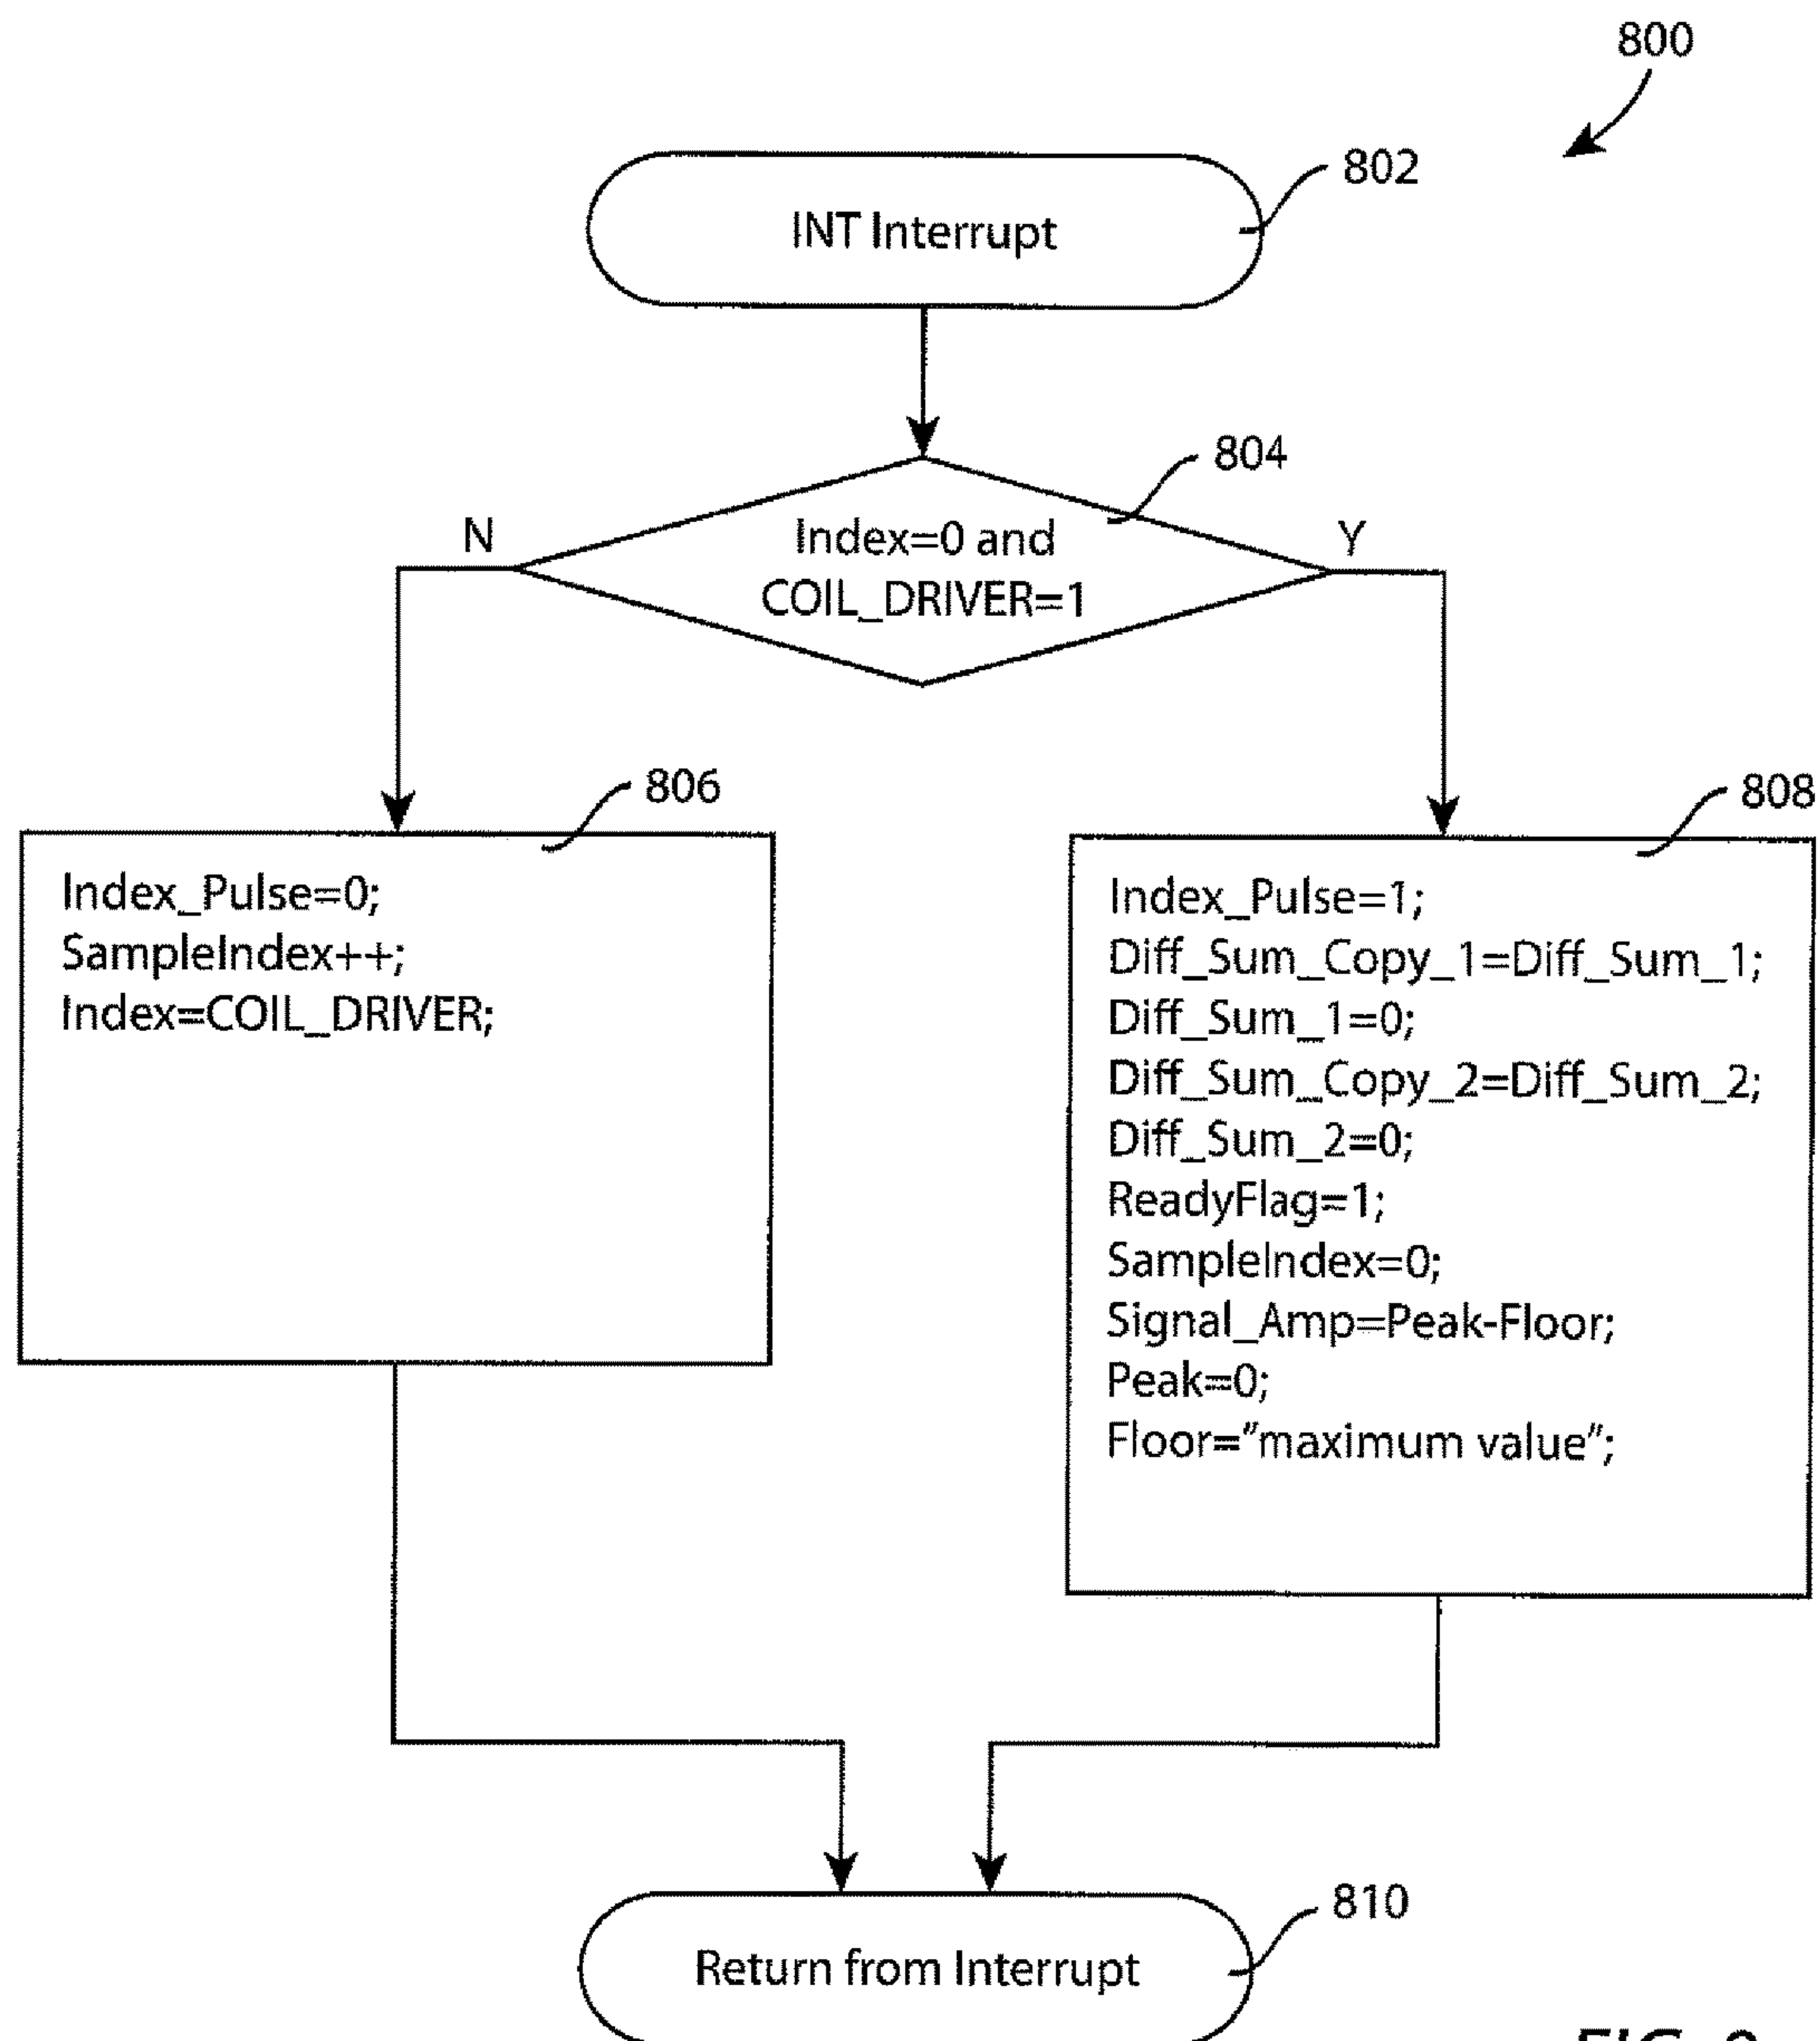 800
802
INT Interrupt
804
N
Index=0 and
COIL_DRIVER=1
Y
806
Index_Pulse=0;
SampleIndex++;
Index=COIL_DRIVER;
808
Index_Pulse=1;
Diff_Sum_Copy_1=Diff_Sum_1;
Diff_Sum_1=0;
Diff_Sum_Copy_2=Diff_Sum_2;
Diff_Sum_2=0;
ReadyFlag=1;
SampleIndex=0;
Signal_Amp=Peak-Floor;
Peak=0;
Floor=”maximum value”;
810
Return from Interrupt